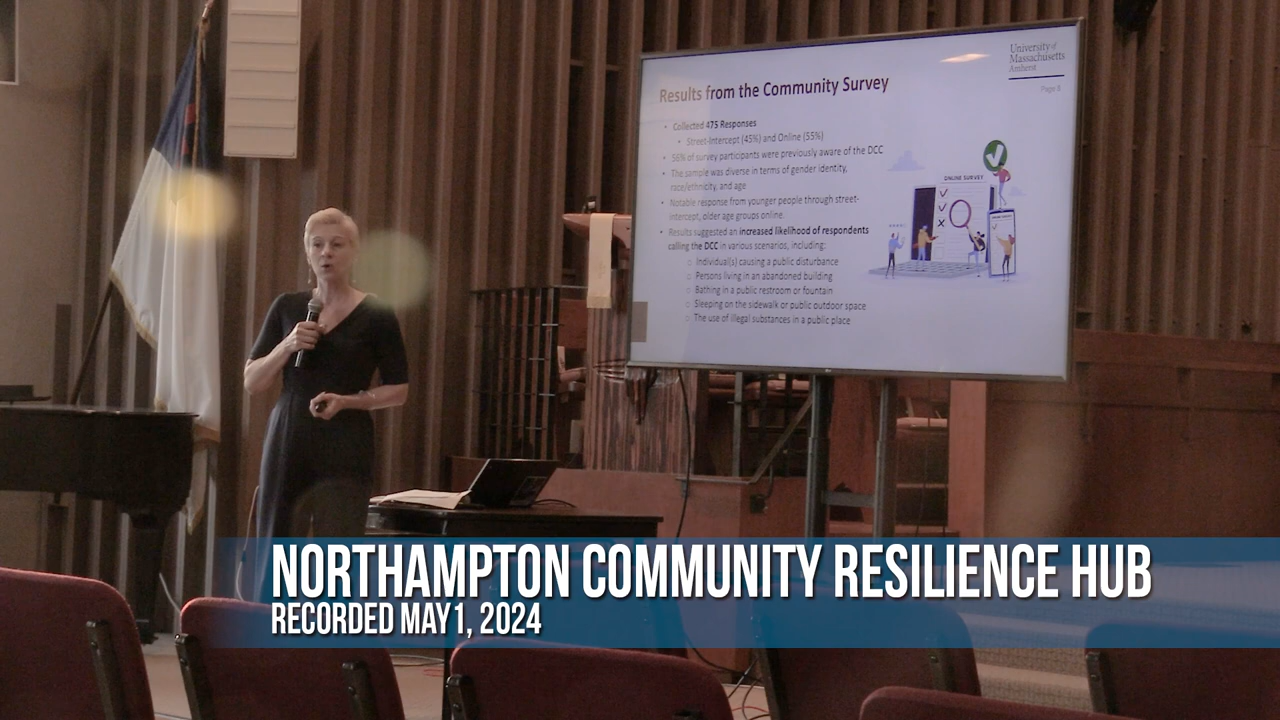 University of
Massachusetts
Amherst
Page 8
Results from the Community Survey
• Collected 475 Responses
• Street-Intercept (45%) and Online (55%)
• 56% of survey participants were previously aware of the DCC
• The sample was diverse in terms of gender identity,
race/ethnicity, and age
• Notable response from younger people through street-
intercept, older age groups online.
• Results suggested an increased likelihood of respondents
calling the DCC in various scenarios, including:
○ Individual(s) causing a public disturbance
○ Persons living in an abandoned building
○ Bathing in a public restroom or fountain
○ Sleeping on the sidewalk or public outdoor space
○ The use of illegal substances in a public place
ONLINE SURVEY
NORTHAMPTON COMMUNITY RESILIENCE HUB
RECORDED MAY1, 2024